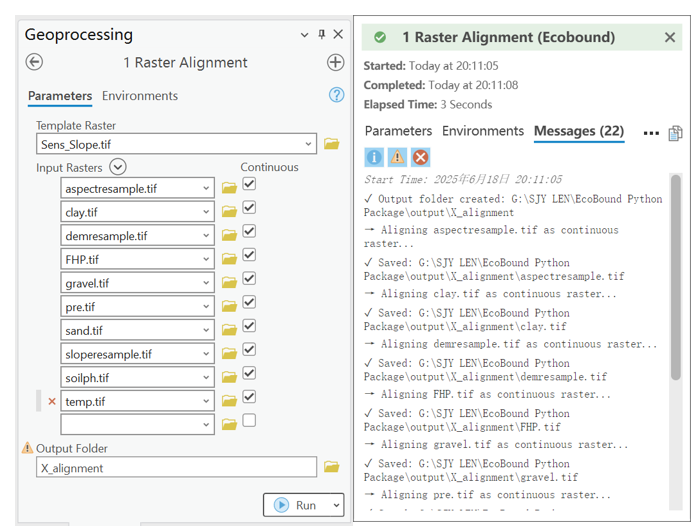 Geoprocessing
1 Raster Alignment
Parameters Environments
Template Raster
Sens_Slope.tif
Input Rasters Continuous
aspectresample.tif
clay.tif
demresample.tif
FHP.tif
gravel.tif
pre.tif
sand.tif
sloperesample.tif
soilph.tif
temp.tif
Output Folder
X_alignment
Run
1 Raster Alignment (Ecobound)
Started: Today at 20:11:05
Completed: Today at 20:11:08
Elapsed Time: 3 Seconds
Parameters Environments Messages (22)
Start Time: 2025年6月18日 20:11:05
✓ Output folder created: G:\SJY LEN\EcoBound Python
Package\output\X_alignment
→ Aligning aspectresample.tif as continuous
raster...
✓ Saved: G:\SJY LEN\EcoBound Python
Package\output\X_alignment\aspectresample.tif
→ Aligning clay.tif as continuous raster...
✓ Saved: G:\SJY LEN\EcoBound Python
Package\output\X_alignment\clay.tif
→ Aligning demresample.tif as continuous raster...
✓ Saved: G:\SJY LEN\EcoBound Python
Package\output\X_alignment\demresample.tif
→ Aligning FHP.tif as continuous raster...
✓ Saved: G:\SJY LEN\EcoBound Python
Package\output\X_alignment\FHP.tif
→ Aligning gravel.tif as continuous raster...
✓ Saved: G:\SJY LEN\EcoBound Python
Package\output\X_alignment\gravel.tif
→ Aligning pre.tif as continuous raster...